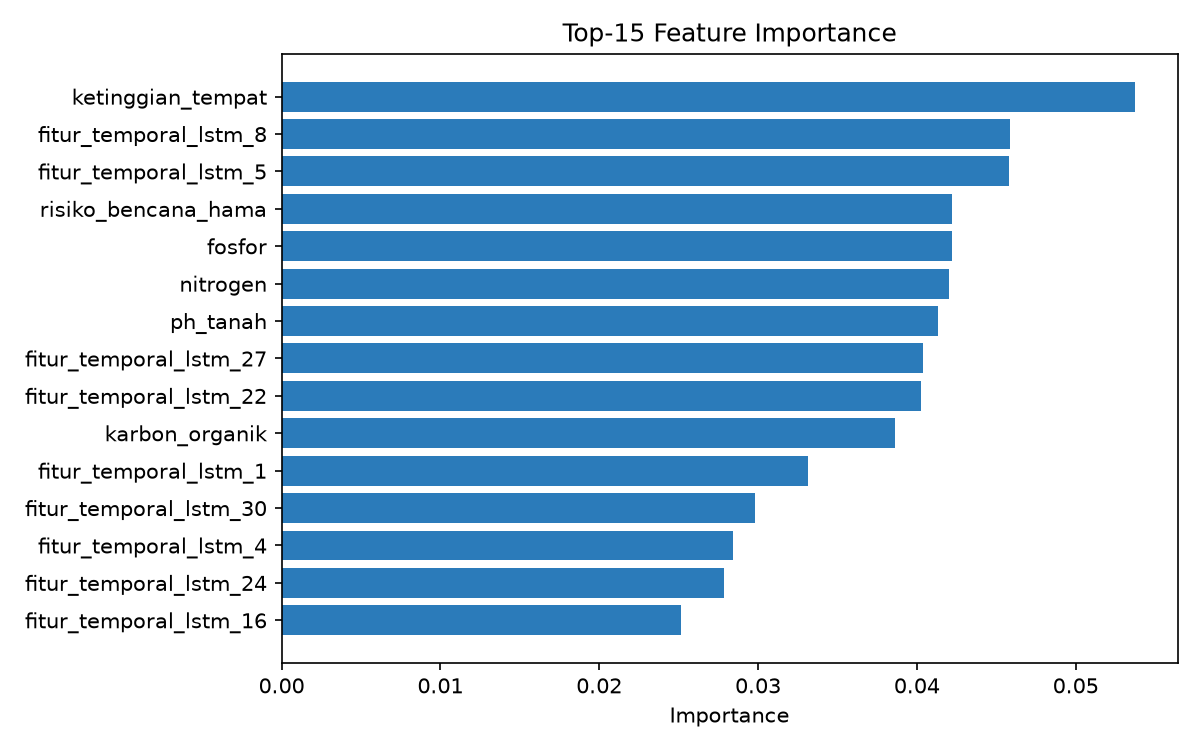 Top-15 Feature Importance
ketinggian_tempat
fitur_temporal_lstm_8
fitur_temporal_lstm_5
risiko_bencana_hama
fosfor
nitrogen
ph_tanah
fitur_temporal_lstm_27
fitur_temporal_lstm_22
karbon_organik
fitur_temporal_lstm_1
fitur_temporal_lstm_30
fitur_temporal_lstm_4
fitur_temporal_lstm_24
fitur_temporal_lstm_16
0.00 0.01 0.02 0.03 0.04 0.05
Importance